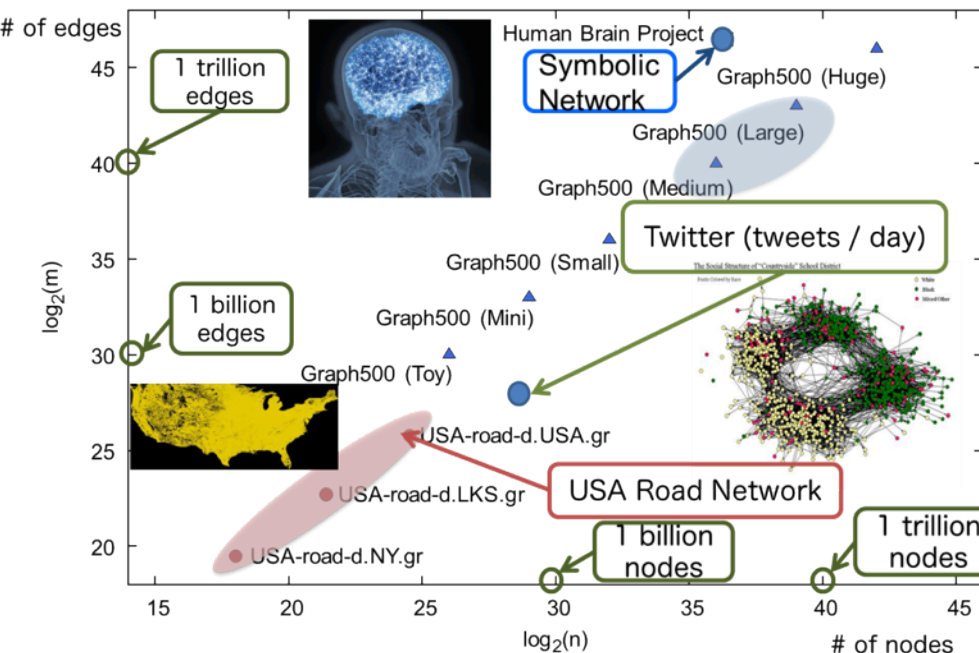 # of edges
Human Brain Project
1 trillion
edges
Symbolic
Network
Graph500 (Huge)
45
Graph500 (Large)
40
Graph500 (Medium)
Twitter (tweets / day)
35
Graph500 (Small)
The Social Structure of "Countryside" School District
Points Colored by Race
White
Black
Mixed/Other
log2(m)
1 billion
edges
Graph500 (Mini)
30
Graph500 (Toy)
USA-road-d.USA.gr
25
USA-road-d.LKS.gr
USA Road Network
1 billion
nodes
1 trillion
nodes
20
USA-road-d.NY.gr
15
20
25
30
35
40
45
log2(n)
# of nodes